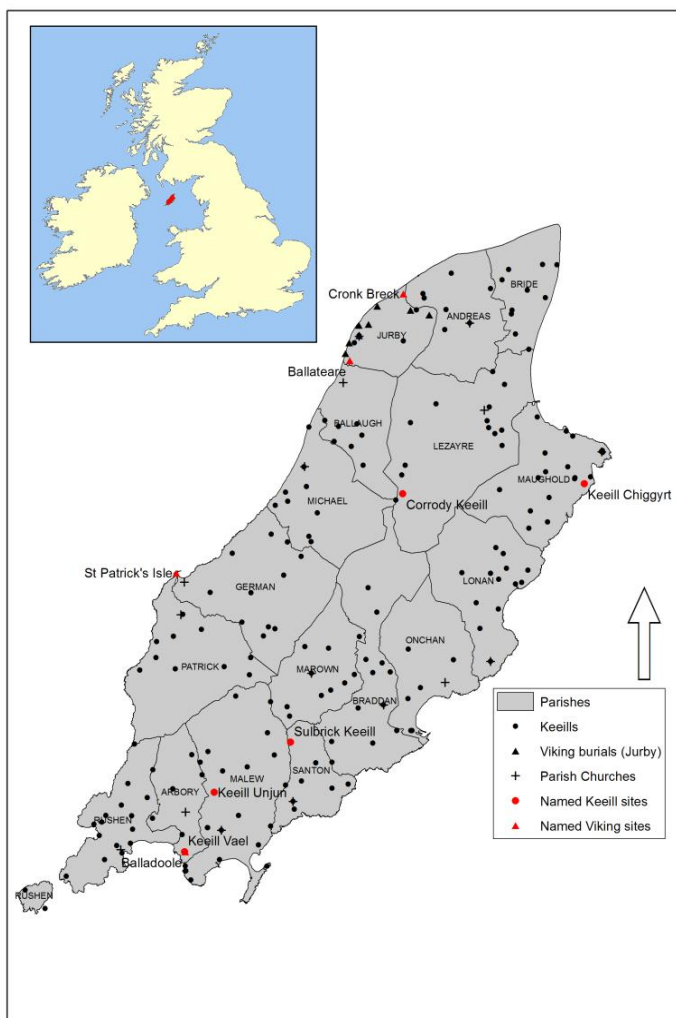 Cronk Breck
BRIDE
ANDREAS
JURBY
Ballateare
BALLAUGH
LEZAYRE
MAUGHOLD
Keeill Chiggyrt
Corrody Keeill
MICHAEL
St Patrick's Isle
GERMAN
LONAN
ONCHAN
PATRICK
MAROWN
BRADDAN
Sulbrick Keeill
SANTON
MALEW
Keeill Unjun
ARBORY
RUSHEN
Keeill Vael
Balladoole
RUSHEN
Parishes
Keeills
Viking burials (Jurby)
Parish Churches
Named Keeill sites
Named Viking sites